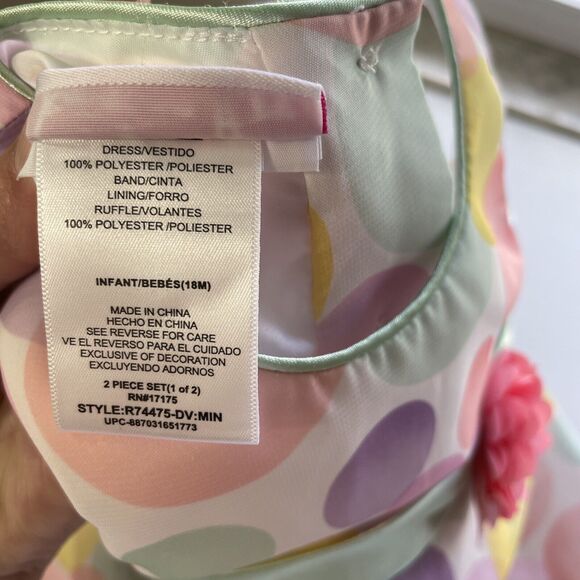 DRESS/VESTIDO
100% POLYESTER /POLIESTER
BAND/CINTA
LINING/FORRO
RUFFLE/VOLANTES
100% POLYESTER /POLIESTER
INFANT/BEBÉS(18M)
MADE IN CHINA
HECHO EN CHINA
SEE REVERSE FOR CARE
VE EL REVERSO PARA EL CUIDADO
EXCLUSIVE OF DECORATION
EXCLUYENDO ADORNOS
2 PIECE SET(1 of 2)
RN#17175
STYLE:R74475-DV:MIN
UPC-887031651773